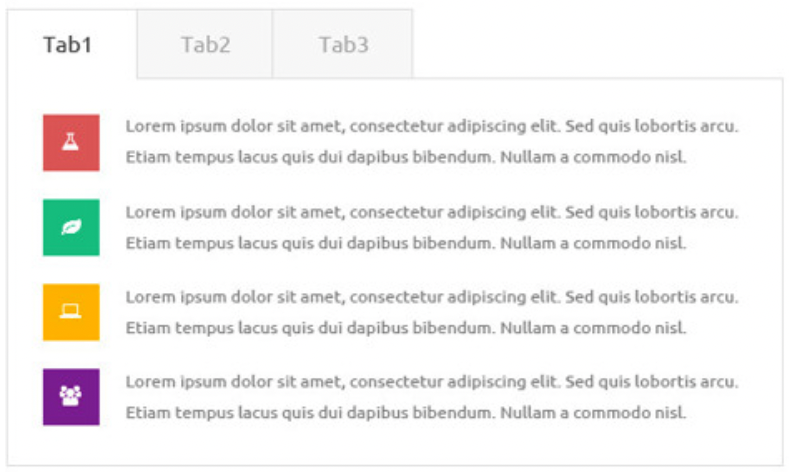 Tab1 Tab2 Tab3
Lorem ipsum dolor sit amet, consectetur adipiscing elit. Sed quis lobortis arcu.
Etiam tempus lacus quis dui dapibus bibendum. Nullam a commodo nisl.
Lorem ipsum dolor sit amet, consectetur adipiscing elit. Sed quis lobortis arcu.
Etiam tempus lacus quis dui dapibus bibendum. Nullam a commodo nisl.
Lorem ipsum dolor sit amet, consectetur adipiscing elit. Sed quis lobortis arcu.
Etiam tempus lacus quis dui dapibus bibendum. Nullam a commodo nisl.
Lorem ipsum dolor sit amet, consectetur adipiscing elit. Sed quis lobortis arcu.
Etiam tempus lacus quis dui dapibus bibendum. Nullam a commodo nisl.